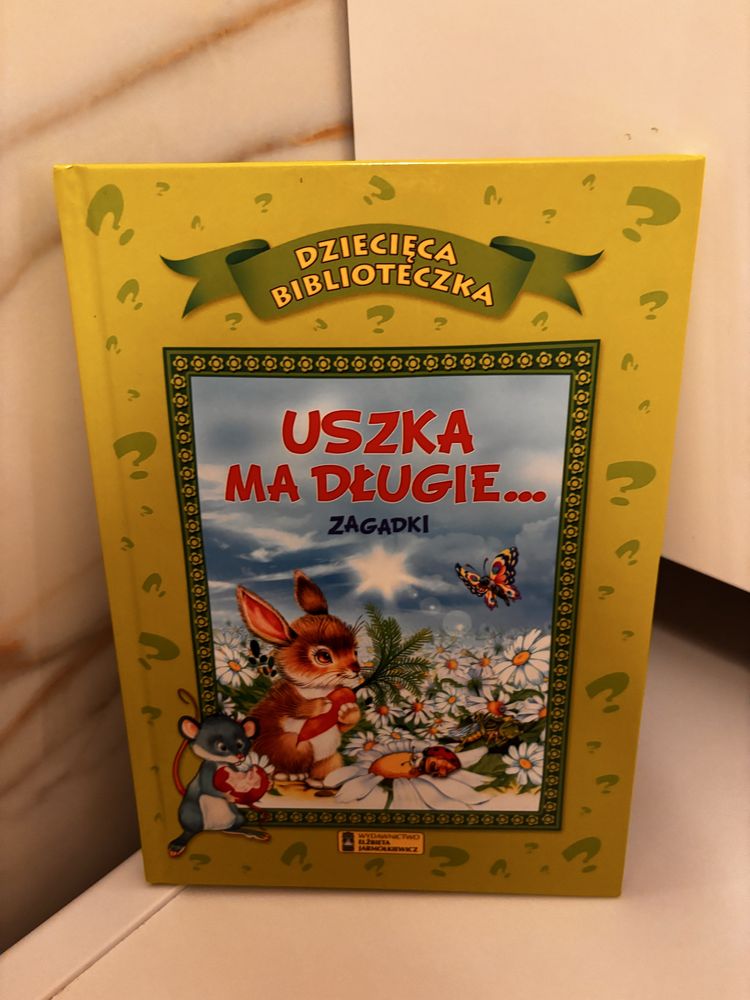 DZIECIĘCA
BIBLIOTECZKA
USZKA
MA DŁUGIE...
ZAGADKI
WYDAWNICTWO
ELŻBIETA
JARMOŁKIEWICZ